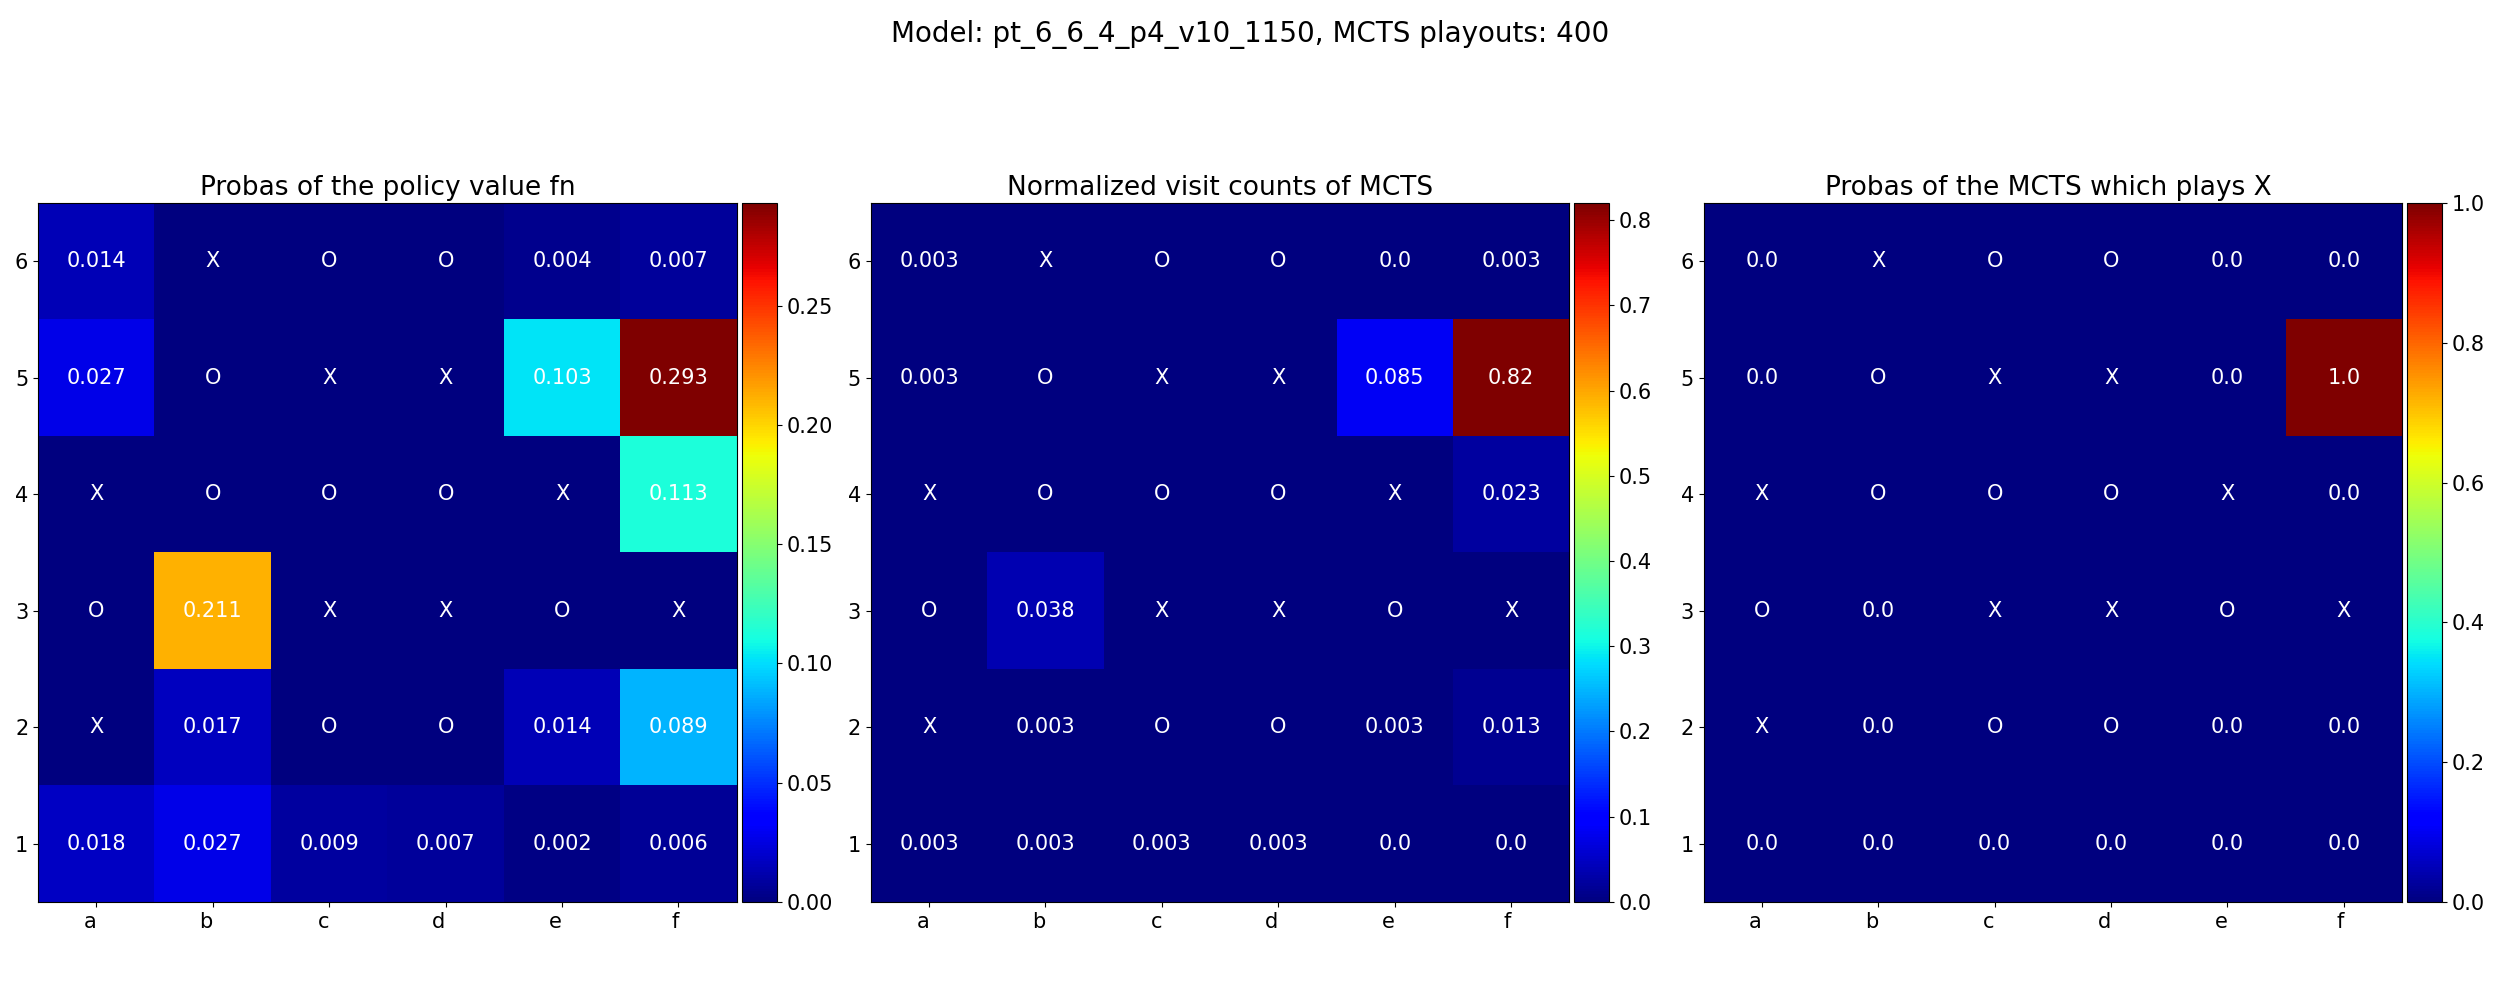 Model: pt_6_6_4_p4_v10_1150, MCTS playouts: 400
Probas of the policy value fn
6 0.014 X O O 0.004 0.007
5 0.027 O X X 0.103 0.293
4 X O O O X 0.113
3 O 0.211 X X O X
2 X 0.017 O O 0.014 0.089
1 0.018 0.027 0.009 0.007 0.002 0.006
a b c d e f
0.25
0.20
0.15
0.10
0.05
0.00
Normalized visit counts of MCTS
6 0.003 X O O 0.0 0.003
5 0.003 O X X 0.085 0.82
4 X O O O X 0.023
3 O 0.038 X X O X
2 X 0.003 O O 0.003 0.013
1 0.003 0.003 0.003 0.003 0.0 0.0
a b c d e f
0.8
0.7
0.6
0.5
0.4
0.3
0.2
0.1
0.0
Probas of the MCTS which plays X
6 0.0 X O O 0.0 0.0
5 0.0 O X X 0.0 1.0
4 X O O O X 0.0
3 O 0.0 X X O X
2 X 0.0 O O 0.0 0.0
1 0.0 0.0 0.0 0.0 0.0 0.0
a b c d e f
1.0
0.8
0.6
0.4
0.2
0.0